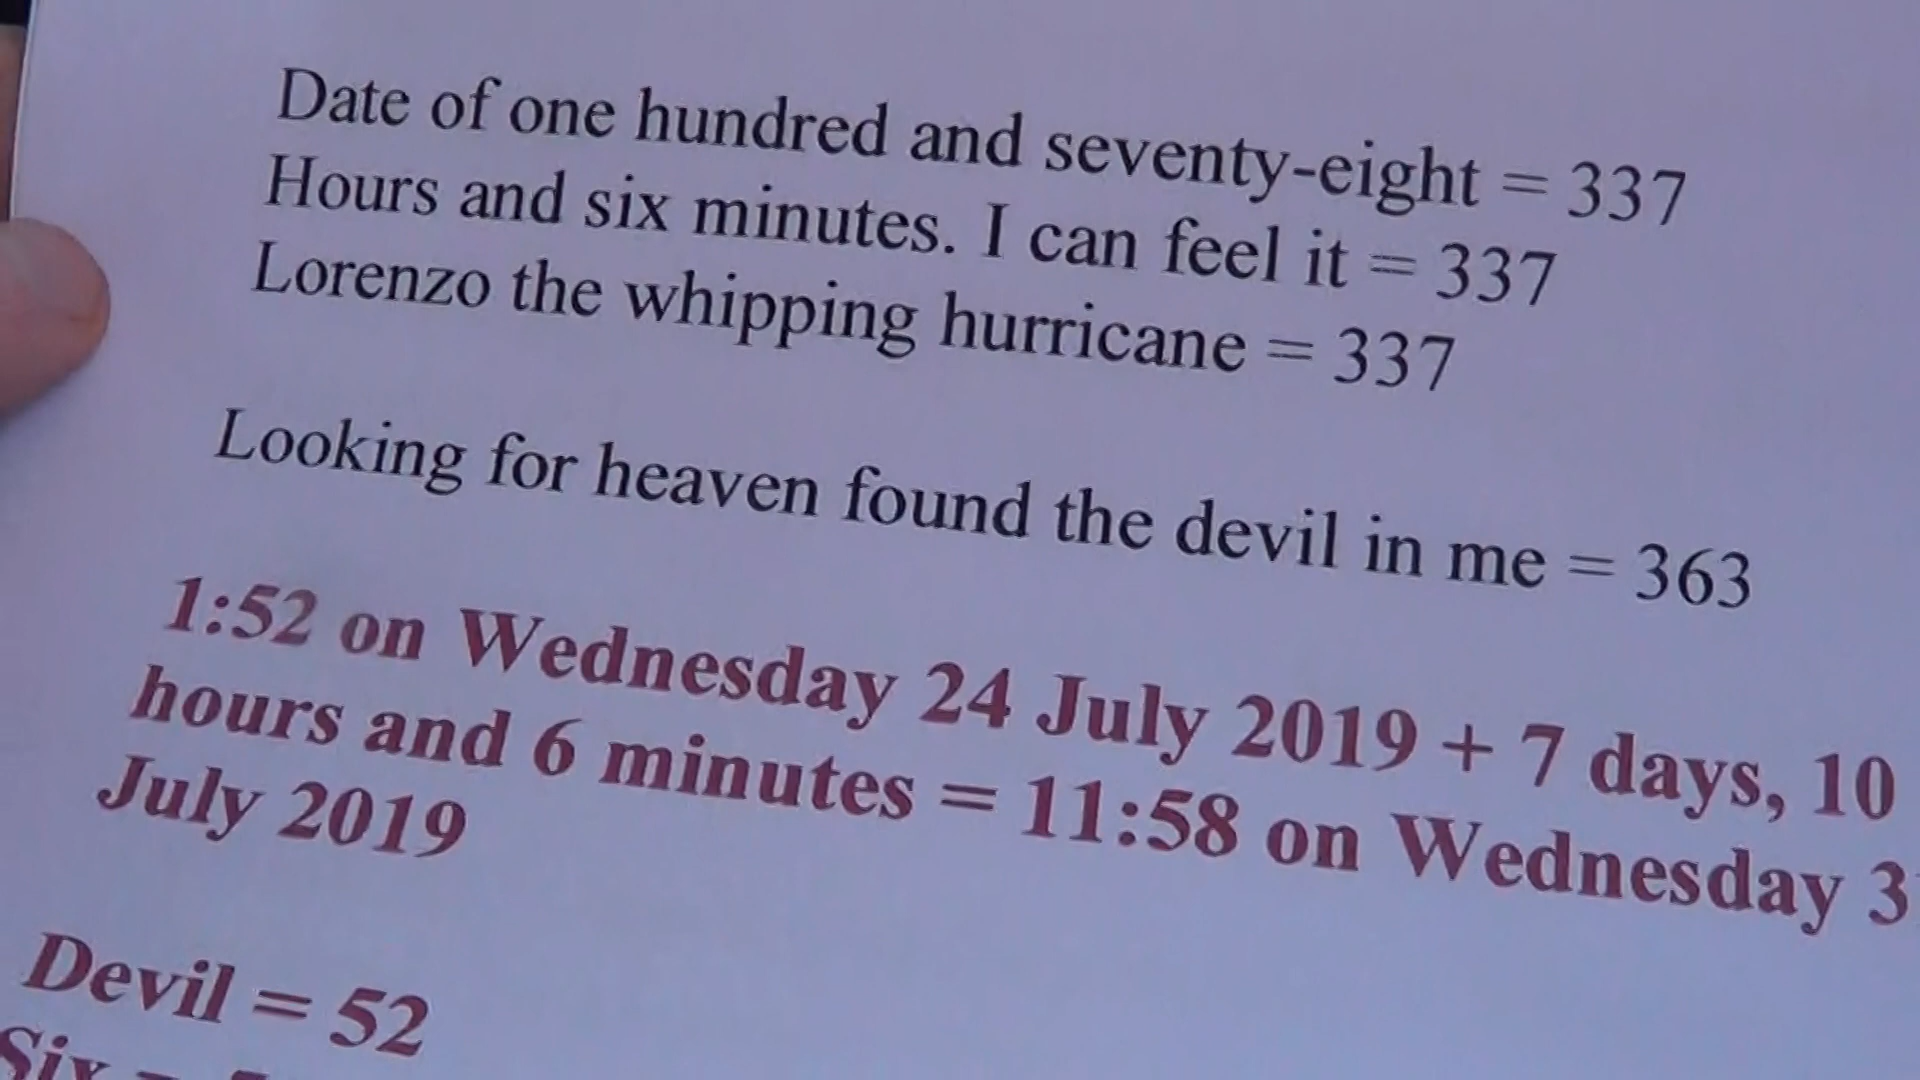 Date of one hundred and seventy-eight = 337
Hours and six minutes. I can feel it = 337
Lorenzo the whipping hurricane = 337
Looking for heaven found the devil in me = 363
1:52 on Wednesday 24 July 2019 + 7 days, 10
hours and 6 minutes = 11:58 on Wednesday 3
July 2019
Devil = 52
Six =